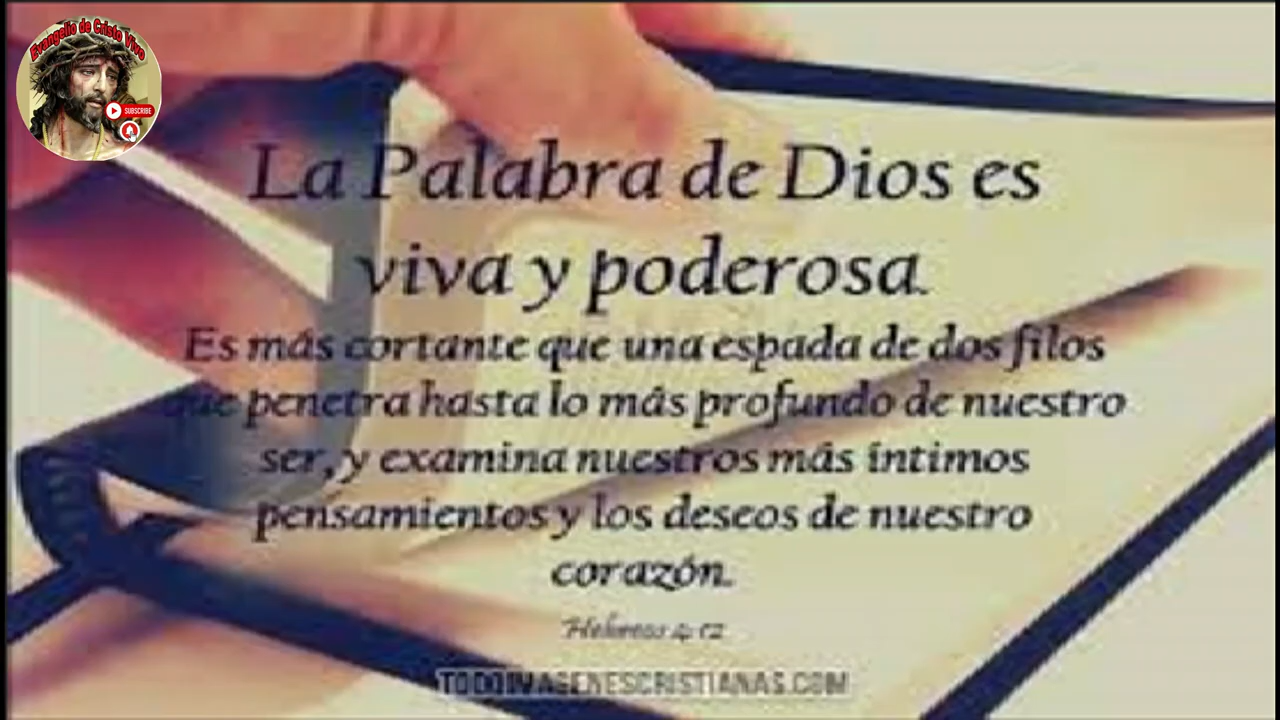 Evangelio de Cristo Vivo
SUBSCRIBE
La Palabra de Dios es
viva y poderosa.
Es más cortante que una espada de dos filos
que penetra hasta lo más profundo de nuestro
ser, y examina nuestros más íntimos
pensamientos y los deseos de nuestro
corazón.
Hebreos 4:12
TODOIMAGENESCRISTIANAS.COM